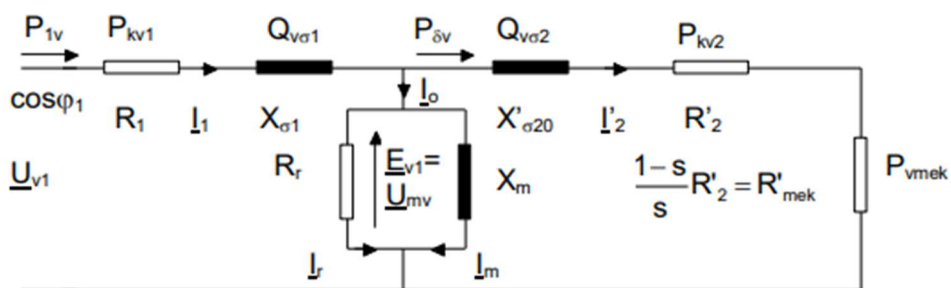 P1v Pkv1 Qvσ1 Pδv Qvσ2 Pkv2
cosφ1 R1 I1 Xσ1 Io X'σ20 I'2 R'2
Uv1 Rr Ev1= Umv Xm 1-s/s R'2 = R'mek Pvmek
Ir Im